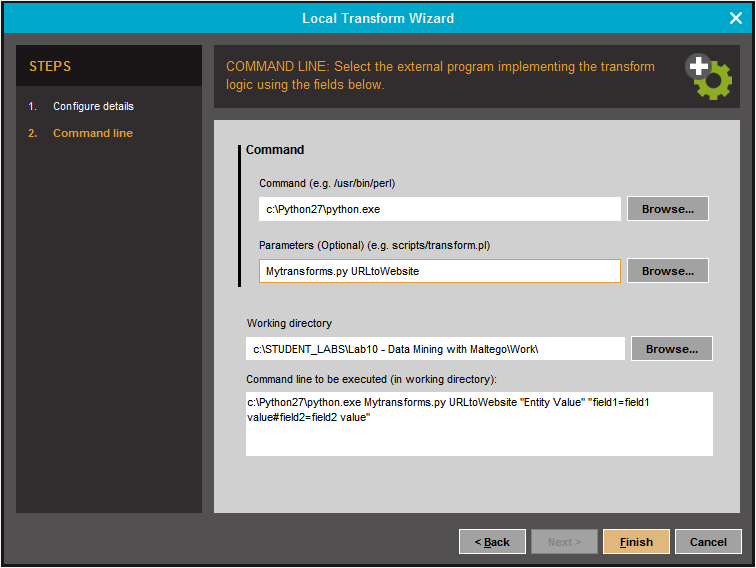 Local Transform Wizard
STEPS
1. Configure details
2. Command line
COMMAND LINE: Select the external program implementing the transform
logic using the fields below.
Command
Command (e.g. /usr/bin/perl)
c:\Python27\python.exe
Browse...
Parameters (Optional) (e.g. scripts/transform.pl)
Mytransforms.py URLtoWebsite
Browse...
Working directory
c:\STUDENT_LABS\Lab10 - Data Mining with Maltego\Work\
Browse...
Command line to be executed (in working directory):
c:\Python27\python.exe Mytransforms.py URLtoWebsite "Entity Value" "field1=field1
value#field2=field2 value"
< Back
Next >
Finish
Cancel